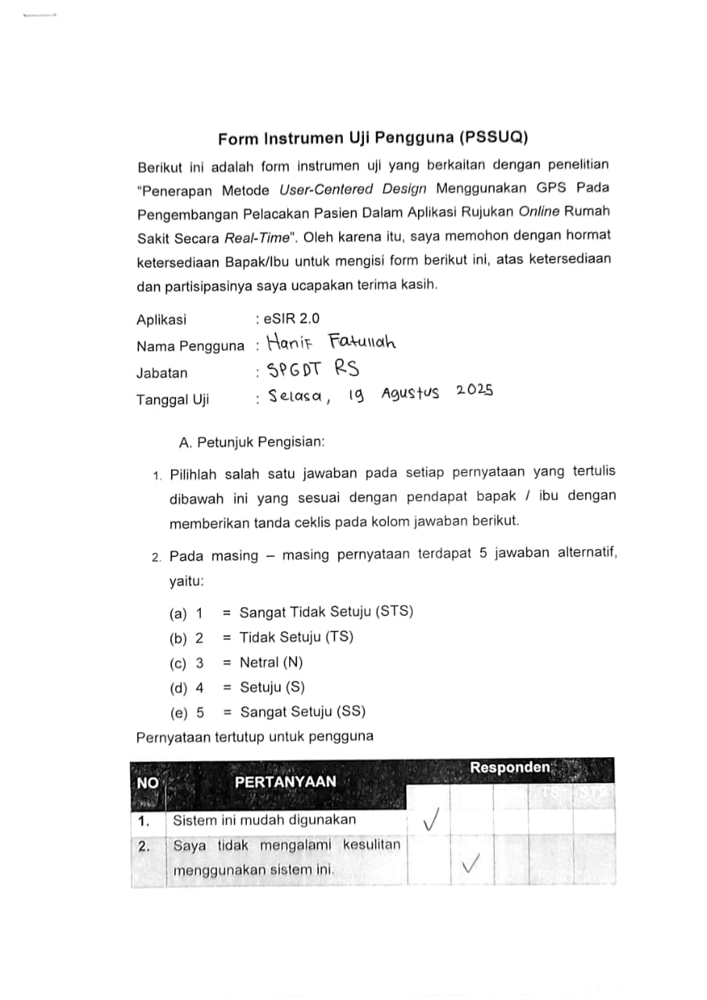 Form Instrumen Uji Pengguna (PSSUQ)
Berikut ini adalah form instrumen uji yang berkaitan dengan penelitian
"Penerapan Metode User-Centered Design Menggunakan GPS Pada
Pengembangan Pelacakan Pasien Dalam Aplikasi Rujukan Online Rumah
Sakit Secara Real-Time". Oleh karena itu, saya memohon dengan hormat
ketersediaan Bapak/Ibu untuk mengisi form berikut ini, atas ketersediaan
dan partisipasinya saya ucapakan terima kasih.
Aplikasi : eSIR 2.0
Nama Pengguna : Hanif Fatullah
Jabatan : SPGDT RS
Tanggal Uji : Selasa, 19 Agustus 2025
A. Petunjuk Pengisian:
1. Pilihlah salah satu jawaban pada setiap pernyataan yang tertulis
dibawah ini yang sesuai dengan pendapat bapak / ibu dengan
memberikan tanda ceklis pada kolom jawaban berikut.
2. Pada masing – masing pernyataan terdapat 5 jawaban alternatif,
yaitu:
(a) 1 = Sangat Tidak Setuju (STS)
(b) 2 = Tidak Setuju (TS)
(c) 3 = Netral (N)
(d) 4 = Setuju (S)
(e) 5 = Sangat Setuju (SS)
Pernyataan tertutup untuk pengguna
NO PERTANYAAN Responden
TS STS
1. Sistem ini mudah digunakan ✓
2. Saya tidak mengalami kesulitan
menggunakan sistem ini. ✓